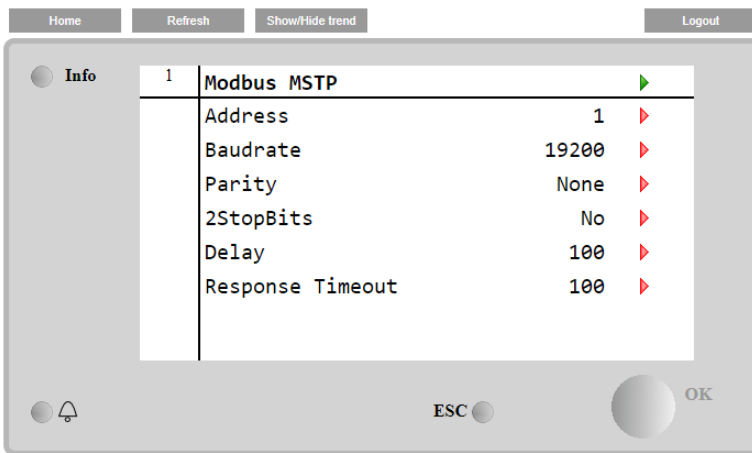 Home Refresh Show/Hide trend Logout
Info 1 Modbus MSTP
Address 1
Baudrate 19200
Parity None
2StopBits No
Delay 100
Response Timeout 100
ESC OK